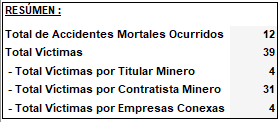 RESÚMEN :
Total de Accidentes Mortales Ocurridos 12
Total Víctimas 39
- Total Víctimas por Titular Minero 4
- Total Víctimas por Contratista Minero 31
- Total Víctimas por Empresas Conexas 4